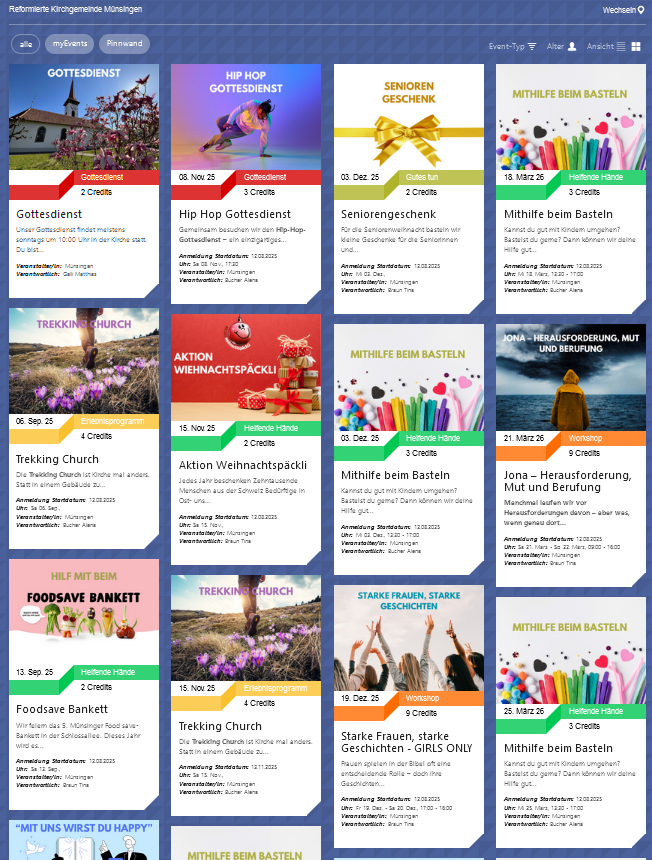 Reformierte Kirchgemeinde Münsingen
Wechseln
alle
myEvents
Pinnwand
Event-Typ
Alter
Ansicht
GOTTESDIENST
Gottesdienst
2 Credits
Gottesdienst
Unser Gottesdienst findet meistens
sonntags um 10:00 Uhr in der Kirche statt.
Du bist...
Veranstalter/in: Münsingen
Verantwortlich: Galli Matthias
TREKKING CHURCH
06. Sep. 25
Erlebnisprogramm
4 Credits
Trekking Church
Die Trekking Church ist Kirche mal anders.
Statt in einem Gebäude zu...
Anmeldung Startdatum: 12.08.2025
Uhr: Sa 06. Sep.,
Veranstalter/in: Münsingen
Verantwortlich: Bucher Alena
HILF MIT BEIM
FOODSAVE BANKETT
13. Sep. 25
Helfende Hände
2 Credits
Foodsave Bankett
Wir feiern das 5. Münsinger Food save-
Bankett in der Schlossallee. Dieses Jahr
wird es...
Anmeldung Startdatum: 12.08.2025
Uhr: Sa 13. Sep.,
Veranstalter/in: Münsingen
Verantwortlich: Braun Tina
"MIT UNS WIRST DU HAPPY"
HIP HOP
GOTTESDIENST
08. Nov. 25
Gottesdienst
3 Credits
Hip Hop Gottesdienst
Gemeinsam besuchen wir den Hip-Hop-
Gottesdienst – ein einzigartiges...
Anmeldung Startdatum: 12.08.2025
Uhr: Sa 08. Nov., 17:30
Veranstalter/in: Münsingen
Verantwortlich: Bucher Alena
AKTION
WIEHNACHTSPÄCKLI
15. Nov. 25
Helfende Hände
2 Credits
Aktion Weihnachtspäckli
Jedes Jahr beschenken Zehntausende
Menschen aus der Schweiz Bedürftige in
Ost- uns...
Anmeldung Startdatum: 12.08.2025
Uhr: Sa 15. Nov.,
Veranstalter/in: Münsingen
Verantwortlich: Braun Tina
TREKKING CHURCH
15. Nov. 25
Erlebnisprogramm
4 Credits
Trekking Church
Die Trekking Church ist Kirche mal anders.
Statt in einem Gebäude zu...
Anmeldung Startdatum: 13.11.2025
Uhr: Sa 15. Nov.,
Veranstalter/in: Münsingen
Verantwortlich: Bucher Alena
MITHILFE BEIM BASTELN
SENIOREN
GESCHENK
03. Dez. 25
Gutes tun
2 Credits
Seniorengeschenk
Für die Seniorenweihnacht basteln wir
kleine Geschenke für die Seniorinnen
und...
Anmeldung Startdatum: 12.08.2025
Uhr: Mi 03. Dez.,
Veranstalter/in: Münsingen
Verantwortlich: Braun Tina
MITHILFE BEIM BASTELN
03. Dez. 25
Helfende Hände
3 Credits
Mithilfe beim Basteln
Kannst du gut mit Kindern umgehen?
Bastelst du gerne? Dann können wir deine
Hilfe gut...
Anmeldung Startdatum: 12.08.2025
Uhr: Mi 03. Dez., 13:30 - 17:00
Veranstalter/in: Münsingen
Verantwortlich: Bucher Alena
STARKE FRAUEN, STARKE
GESCHICHTEN
19. Dez. 25
Workshop
9 Credits
Starke Frauen, starke
Geschichten - GIRLS ONLY
Frauen spielen in der Bibel oft eine
entscheidende Rolle – doch ihre
Geschichten...
Anmeldung Startdatum: 12.08.2025
Uhr: Fr 19. Dez. - Sa 20. Dez., 17:00 - 16:00
Veranstalter/in: Münsingen
Verantwortlich: Braun Tina
MITHILFE BEIM BASTELN
18. März 26
Helfende Hände
3 Credits
Mithilfe beim Basteln
Kannst du gut mit Kindern umgehen?
Bastelst du gerne? Dann können wir deine
Hilfe gut...
Anmeldung Startdatum: 12.08.2025
Uhr: Mi 18. März, 13:30 - 17:00
Veranstalter/in: Münsingen
Verantwortlich: Bucher Alena
JONA – HERAUSFORDERUNG, MUT
UND BERUFUNG
21. März 26
Workshop
9 Credits
Jona – Herausforderung,
Mut und Berufung
Manchmal laufen wir vor
Herausforderungen davon – aber was,
wenn genau dort...
Anmeldung Startdatum: 12.08.2025
Uhr: Sa 21. März - So 22. März, 09:00 - 16:00
Veranstalter/in: Münsingen
Verantwortlich: Braun Tina
MITHILFE BEIM BASTELN
25. März 26
Helfende Hände
3 Credits
Mithilfe beim Basteln
Kannst du gut mit Kindern umgehen?
Bastelst du gerne? Dann können wir deine
Hilfe gut...
Anmeldung Startdatum: 12.08.2025
Uhr: Mi 25. März, 13:30 - 17:00
Veranstalter/in: Münsingen
Verantwortlich: Bucher Alena